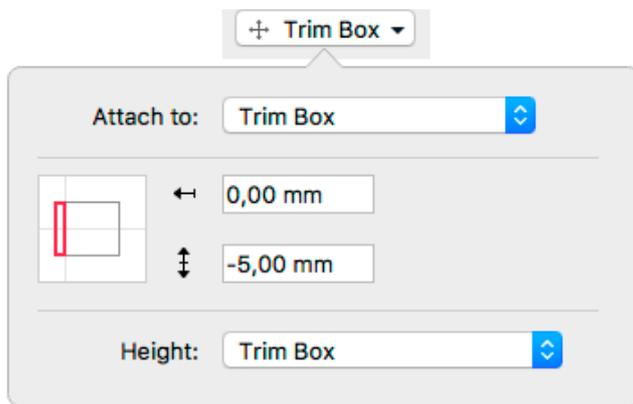 Trim Box
Attach to: Trim Box
0,00 mm
-5,00 mm
Height: Trim Box